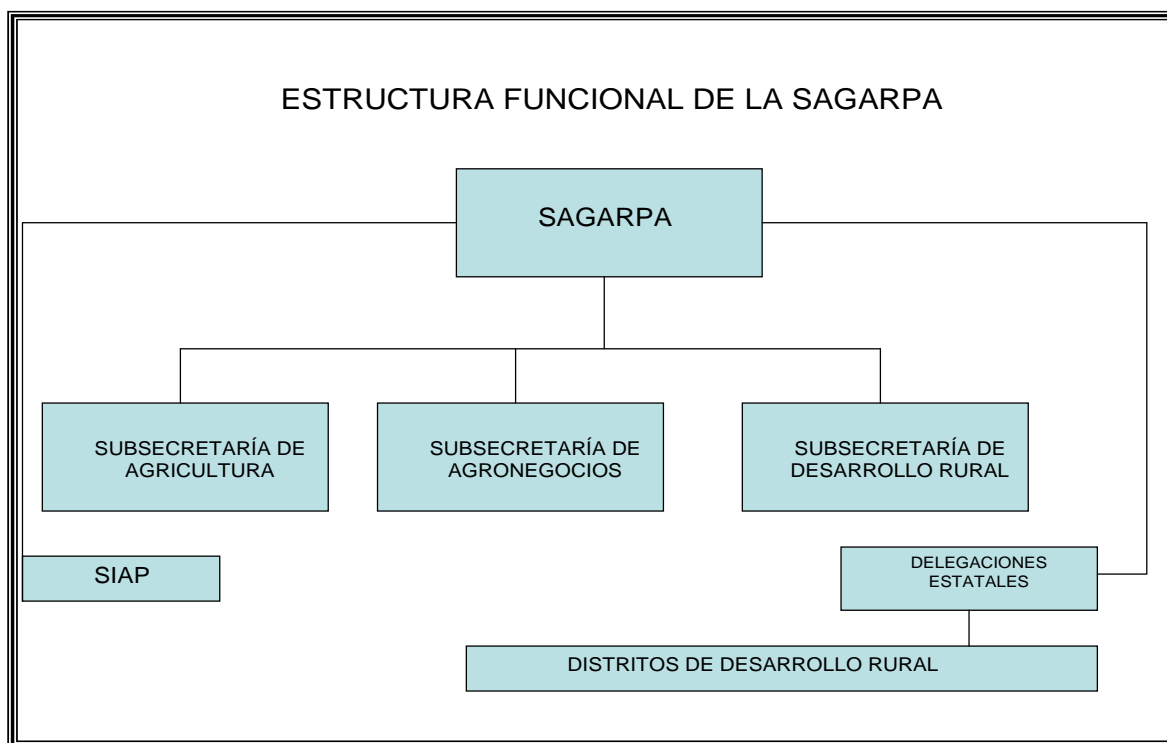 ESTRUCTURA FUNCIONAL DE LA SAGARPA
SAGARPA
SUBSECRETARÍA DE
AGRICULTURA
SUBSECRETARÍA DE
AGRONEGOCIOS
SUBSECRETARÍA DE
DESARROLLO RURAL
SIAP
DELEGACIONES
ESTATALES
DISTRITOS DE DESARROLLO RURAL